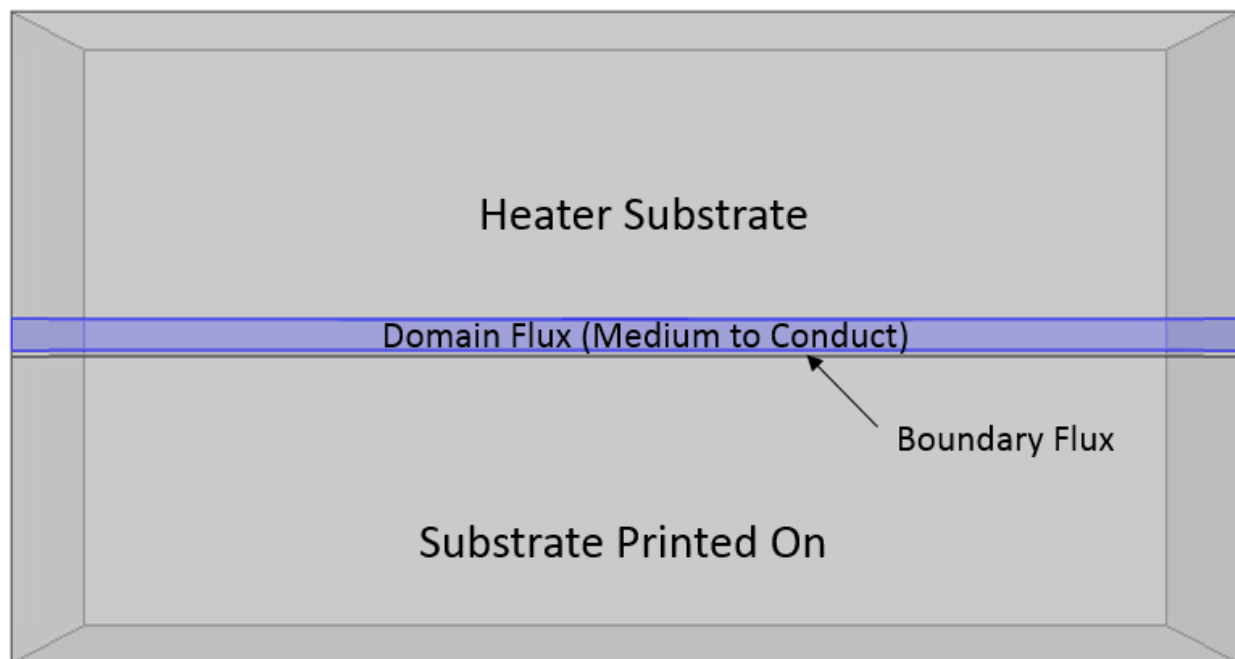 Heater Substrate
Domain Flux (Medium to Conduct)
Boundary Flux
Substrate Printed On